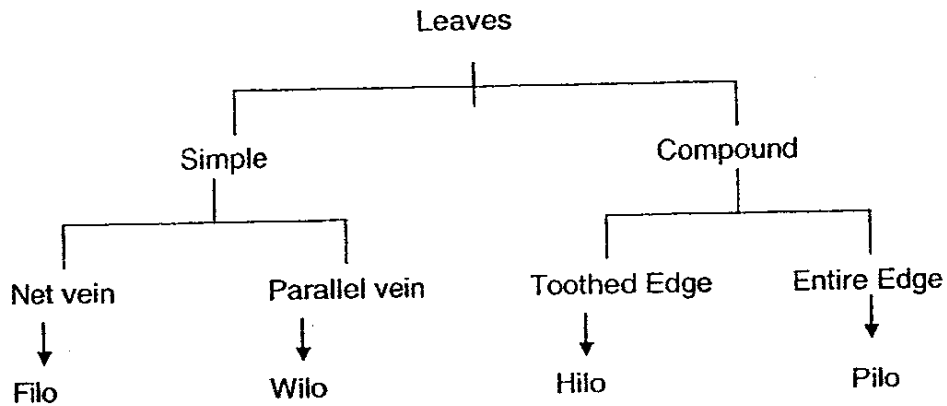 Leaves
Simple
Compound
Net vein
Parallel vein
Toothed Edge
Entire Edge
Filo
Wilo
Hilo
Pilo